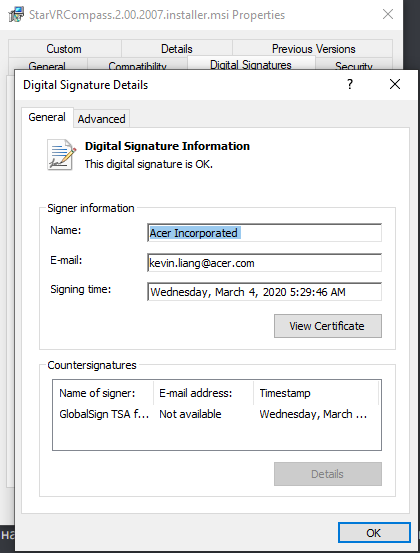 StarVRCompass.2.00.2007.installer.msi Properties
Custom Details Previous Versions
General Compatibility Digital Signatures Security
Digital Signature Details
General Advanced
Digital Signature Information
This digital signature is OK.
Signer information
Name: Acer Incorporated
E-mail: kevin.liang@acer.com
Signing time: Wednesday, March 4, 2020 5:29:46 AM
View Certificate
Countersignatures
Name of signer: E-mail address: Timestamp
GlobalSign TSA f... Not available Wednesday, March ...
Details
OK